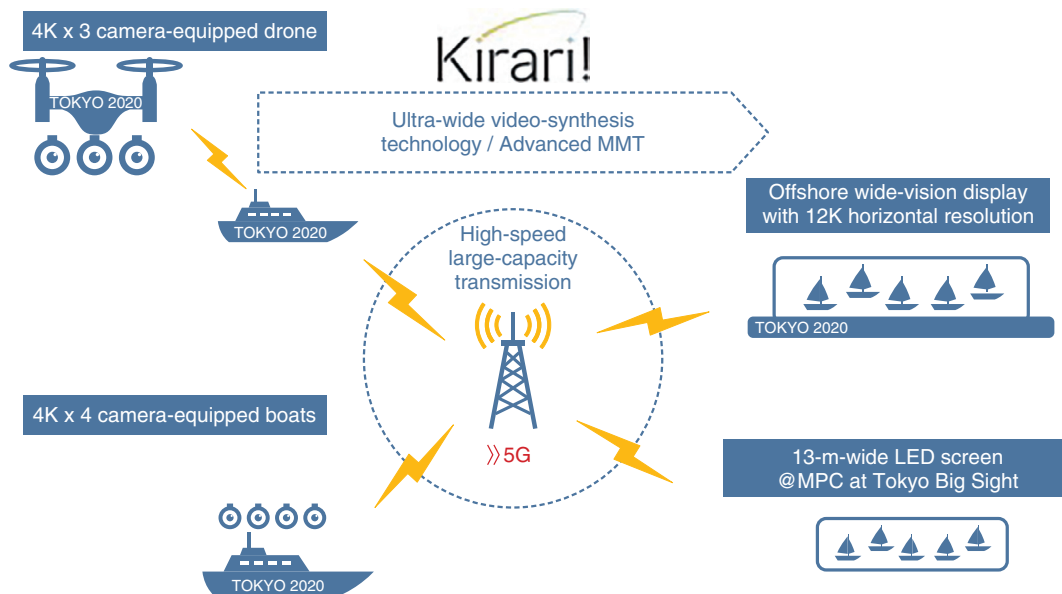 4K x 3 camera-equipped drone
TOKYO 2020
Kirari!
Ultra-wide video-synthesis
technology / Advanced MMT
TOKYO 2020
High-speed
large-capacity
transmission
Offshore wide-vision display
with 12K horizontal resolution
TOKYO 2020
4K x 4 camera-equipped boats
TOKYO 2020
》5G
13-m-wide LED screen
@MPC at Tokyo Big Sight